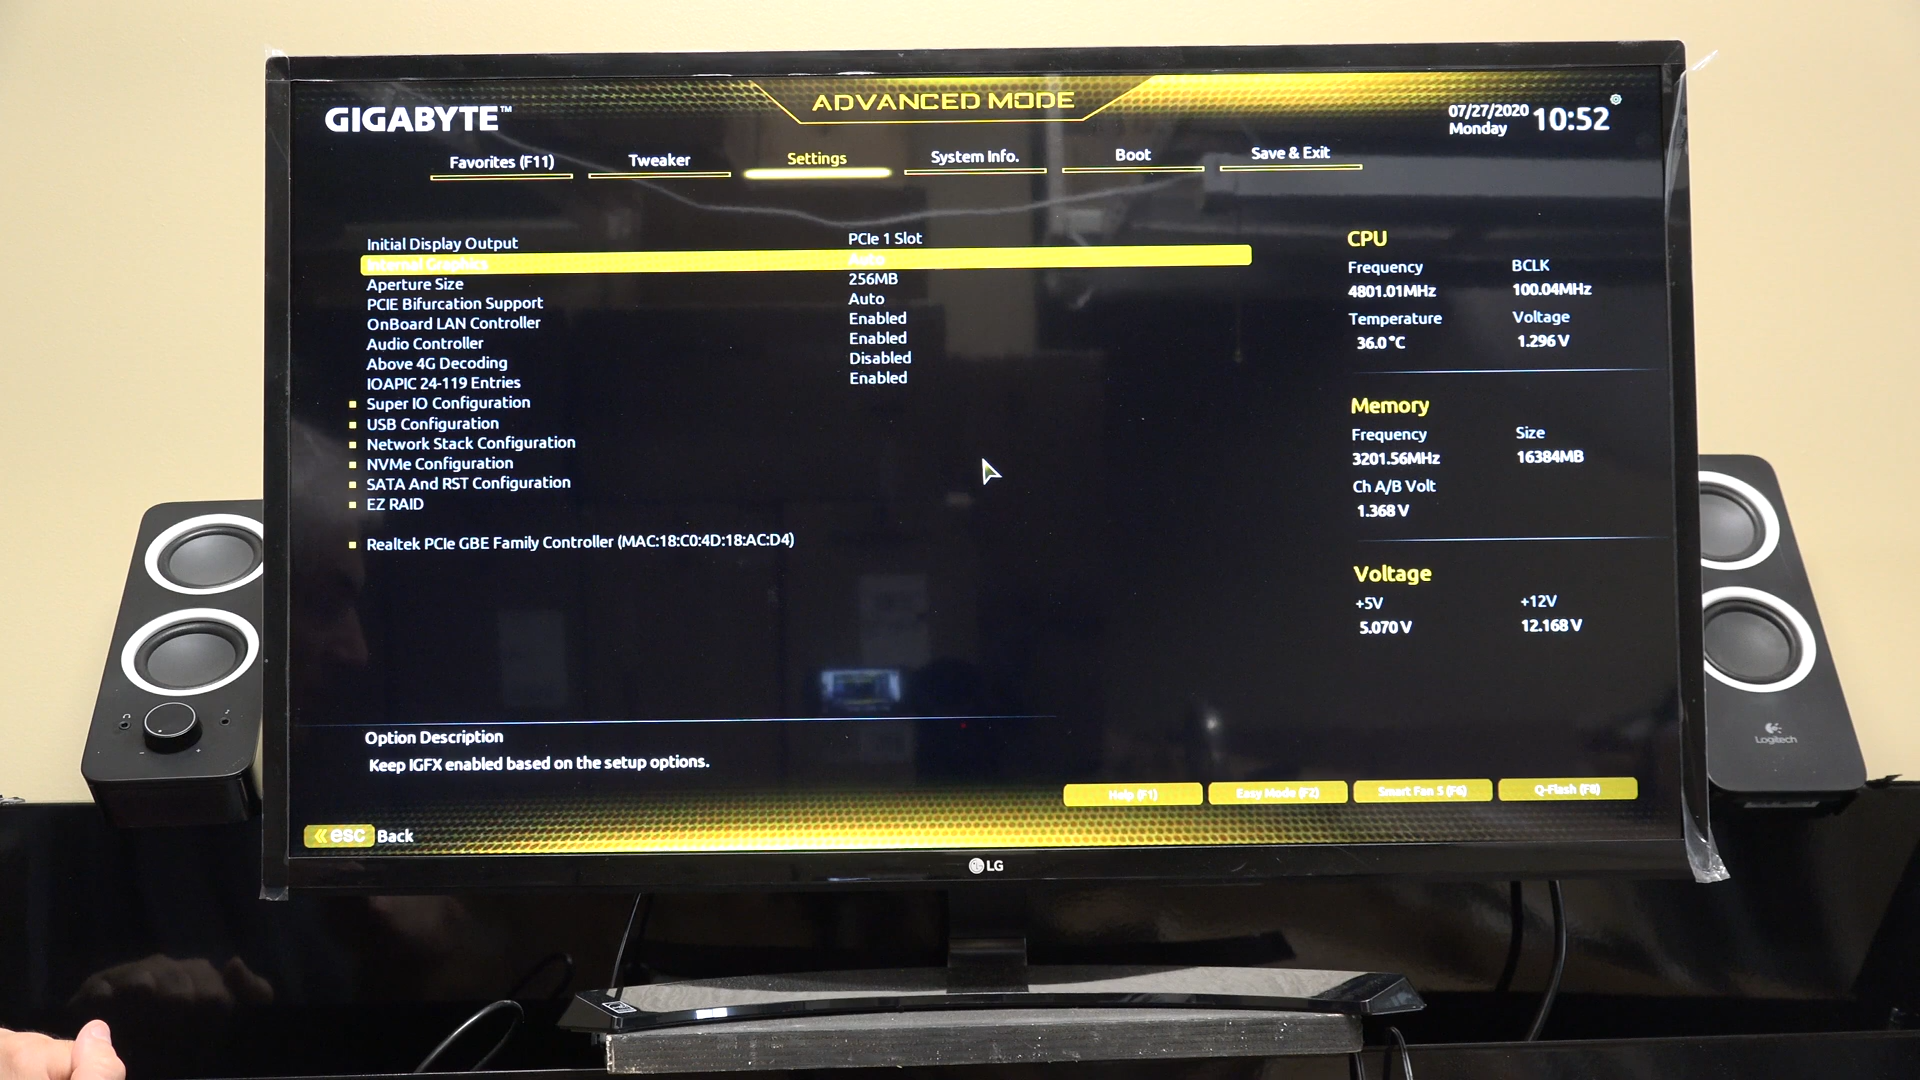 GIGABYTE™
ADVANCED MODE
07/27/2020
Monday
10:52
Favorites (F11) Tweaker Settings System Info. Boot Save & Exit
Initial Display Output PCIe 1 Slot
Internal Graphics Auto
Aperture Size 256MB
PCIE Bifurcation Support Auto
OnBoard LAN Controller Enabled
Audio Controller Enabled
Above 4G Decoding Disabled
IOAPIC 24-119 Entries Enabled
Super IO Configuration
USB Configuration
Network Stack Configuration
NVMe Configuration
SATA And RST Configuration
EZ RAID
Realtek PCIe GBE Family Controller (MAC:18:C0:4D:18:AC:D4)
CPU
Frequency BCLK
4801.01MHz 100.04MHz
Temperature Voltage
36.0 °C 1.296 V
Memory
Frequency Size
3201.56MHz 16384MB
Ch A/B Volt
1.368 V
Voltage
+5V +12V
5.070 V 12.168 V
Option Description
Keep IGFX enabled based on the setup options.
Help (F1) Easy Mode (F2) Smart Fan 5 (F6) Q-Flash (F8)
esc Back
LG
Logitech